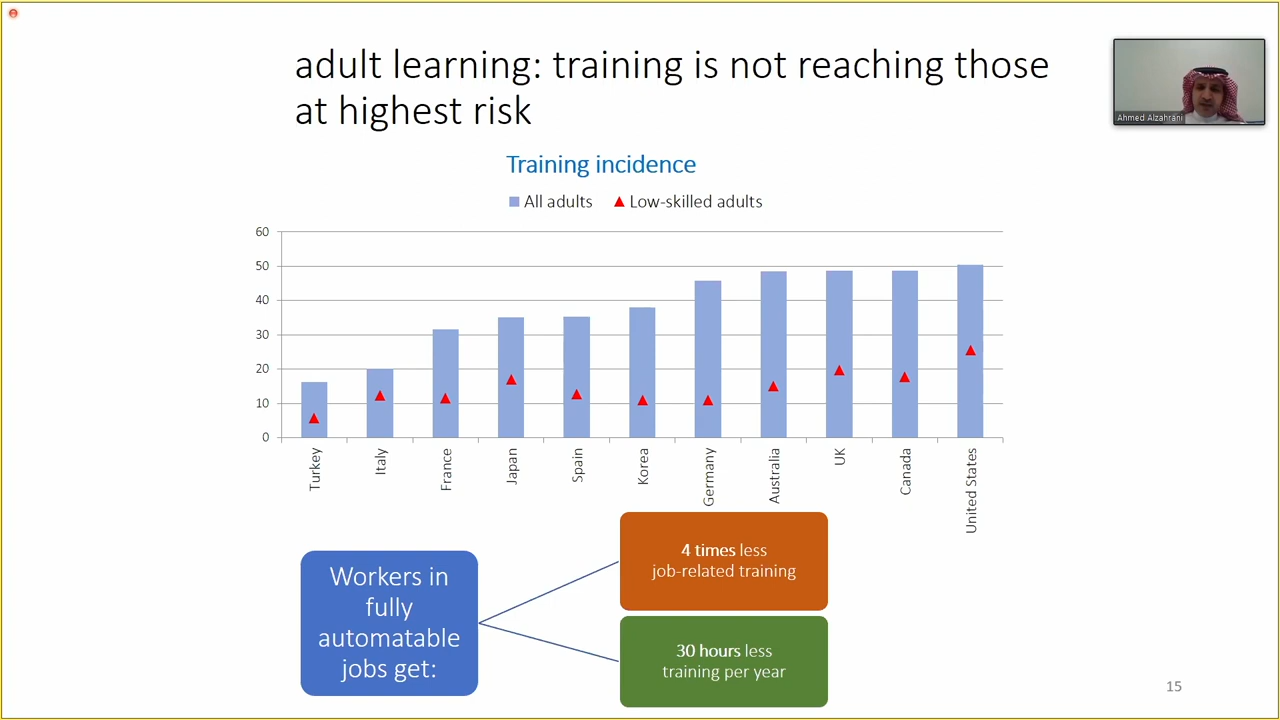 adult learning: training is not reaching those
at highest risk
Ahmed Alzahrani
Training incidence
All adults
Low-skilled adults
60
50
40
30
20
10
0
Turkey
Italy
France
Japan
Spain
Korea
Germany
Australia
UK
Canada
United States
Workers in
fully
automatable
jobs get:
4 times less
job-related training
30 hours less
training per year
15